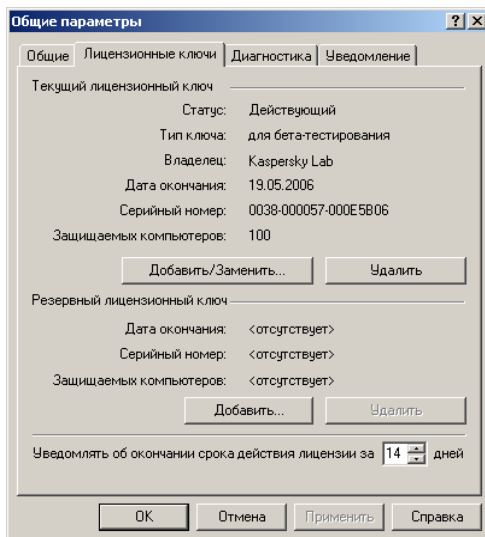 Общие параметры
Общие Лицензионные ключи Диагностика Уведомление
Текущий лицензионный ключ
Статус: Действующий
Тип ключа: для бета-тестирования
Владелец: Kaspersky Lab
Дата окончания: 19.05.2006
Серийный номер: 0038-000057-000E5B06
Защищаемых компьютеров: 100
Добавить/Заменить... Удалить
Резервный лицензионный ключ
Дата окончания: <отсутствует>
Серийный номер: <отсутствует>
Защищаемых компьютеров: <отсутствует>
Добавить... Удалить
Уведомлять об окончании срока действия лицензии за 14 дней
OK Отмена Применить Справка